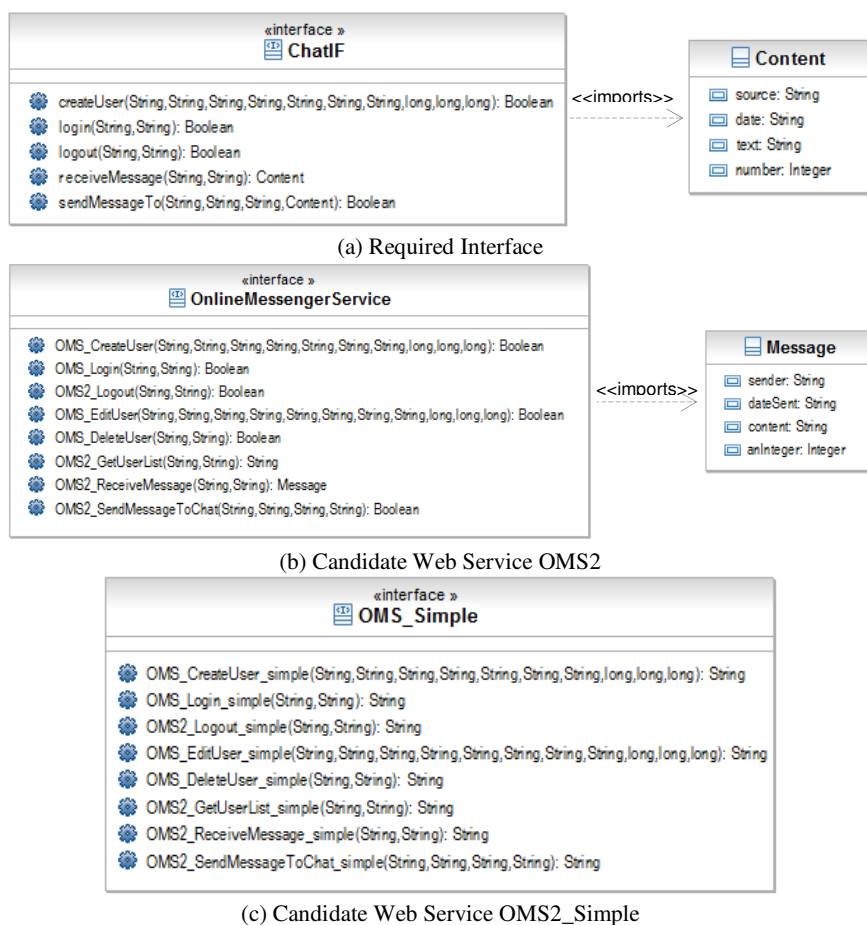 «interface »
ChatIF
createUser(String,String,String,String,String,String,String,long,long,long): Boolean
login(String,String): Boolean
logout(String,String): Boolean
receiveMessage(String,String): Content
sendMessageTo(String,String,String,Content): Boolean
<<imports>>
Content
source: String
date: String
text: String
number: Integer
(a) Required Interface
«interface »
OnlineMessengerService
OMS_CreateUser(String,String,String,String,String,String,String,long,long,long): Boolean
OMS_Login(String,String): Boolean
OMS2_Logout(String,String): Boolean
OMS_EditUser(String,String,String,String,String,String,String,String,long,long,long): Boolean
OMS_DeleteUser(String,String): Boolean
OMS2_GetUserList(String,String): String
OMS2_ReceiveMessage(String,String): Message
OMS2_SendMessageToChat(String,String,String,String): Boolean
<<imports>>
Message
sender: String
dateSent: String
content: String
anInteger: Integer
(b) Candidate Web Service OMS2
«interface »
OMS_Simple
OMS_CreateUser_simple(String,String,String,String,String,String,String,long,long,long): String
OMS_Login_simple(String,String): String
OMS2_Logout_simple(String,String): String
OMS_EditUser_simple(String,String,String,String,String,String,String,String,long,long,long): String
OMS_DeleteUser_simple(String,String): String
OMS2_GetUserList_simple(String,String): String
OMS2_ReceiveMessage_simple(String,String): String
OMS2_SendMessageToChat_simple(String,String,String,String): String
(c) Candidate Web Service OMS2_Simple